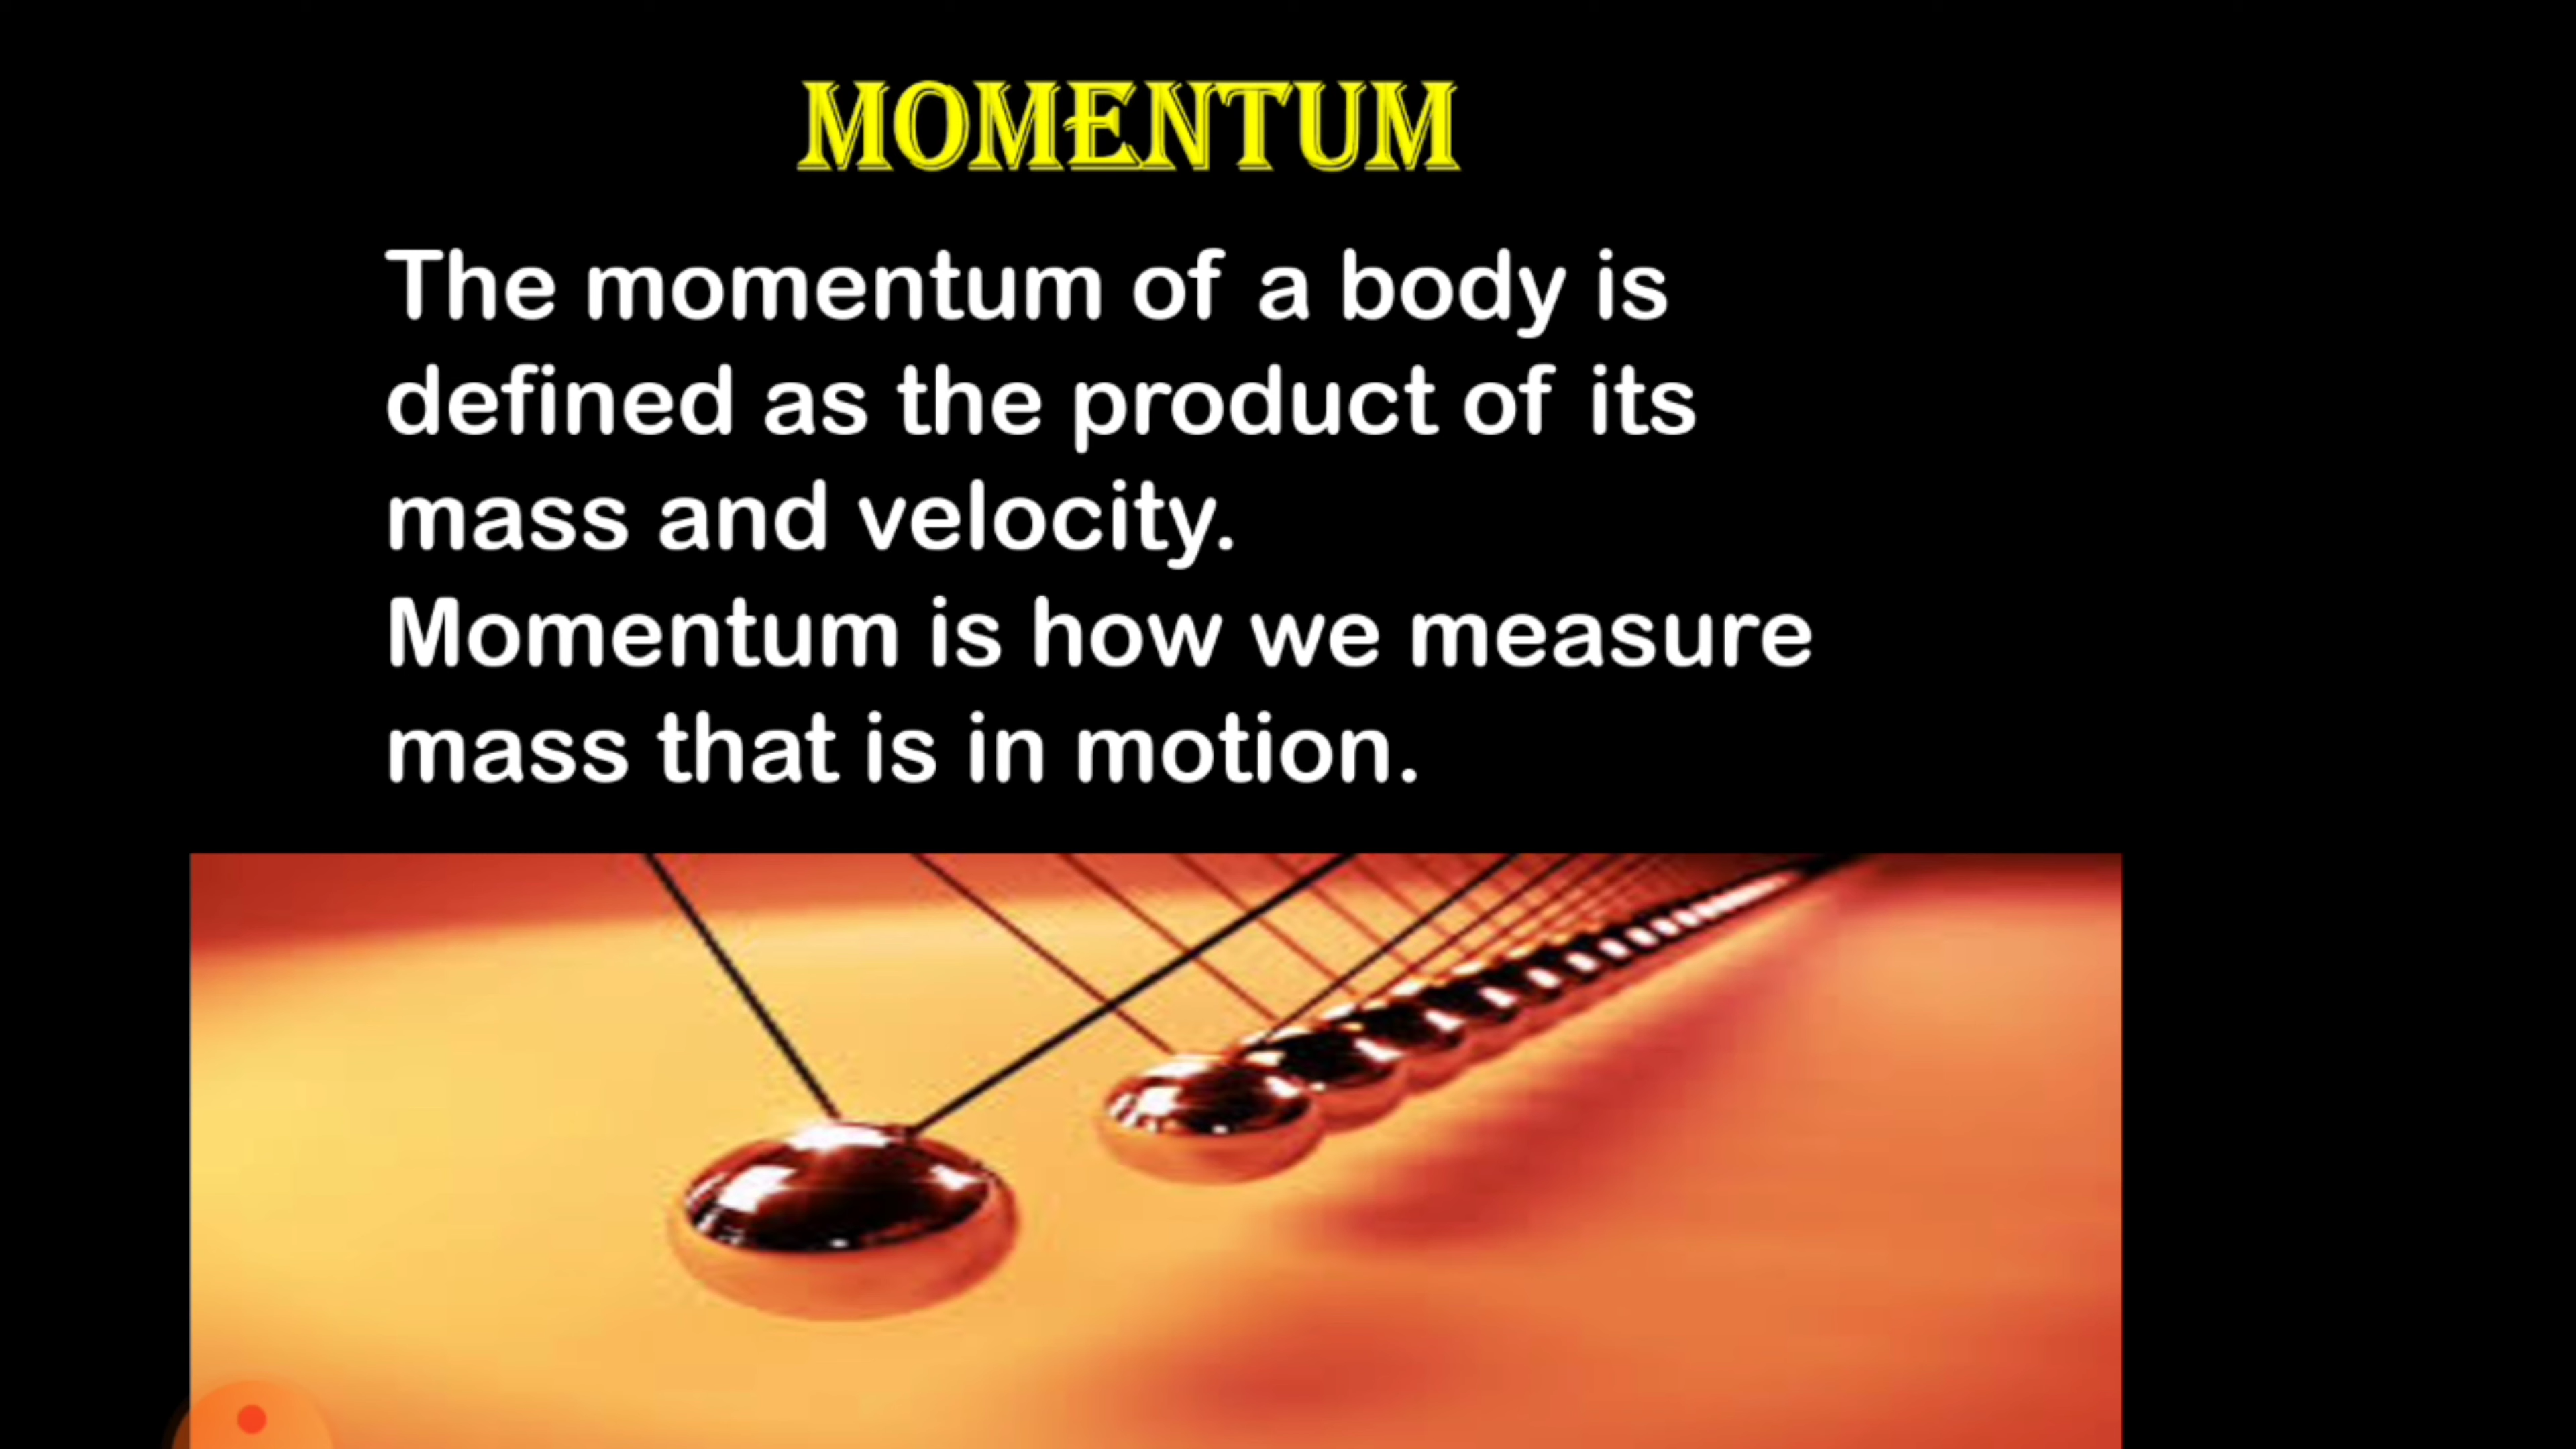 MOMENTUM
The momentum of a body is
defined as the product of its
mass and velocity.
Momentum is how we measure
mass that is in motion.